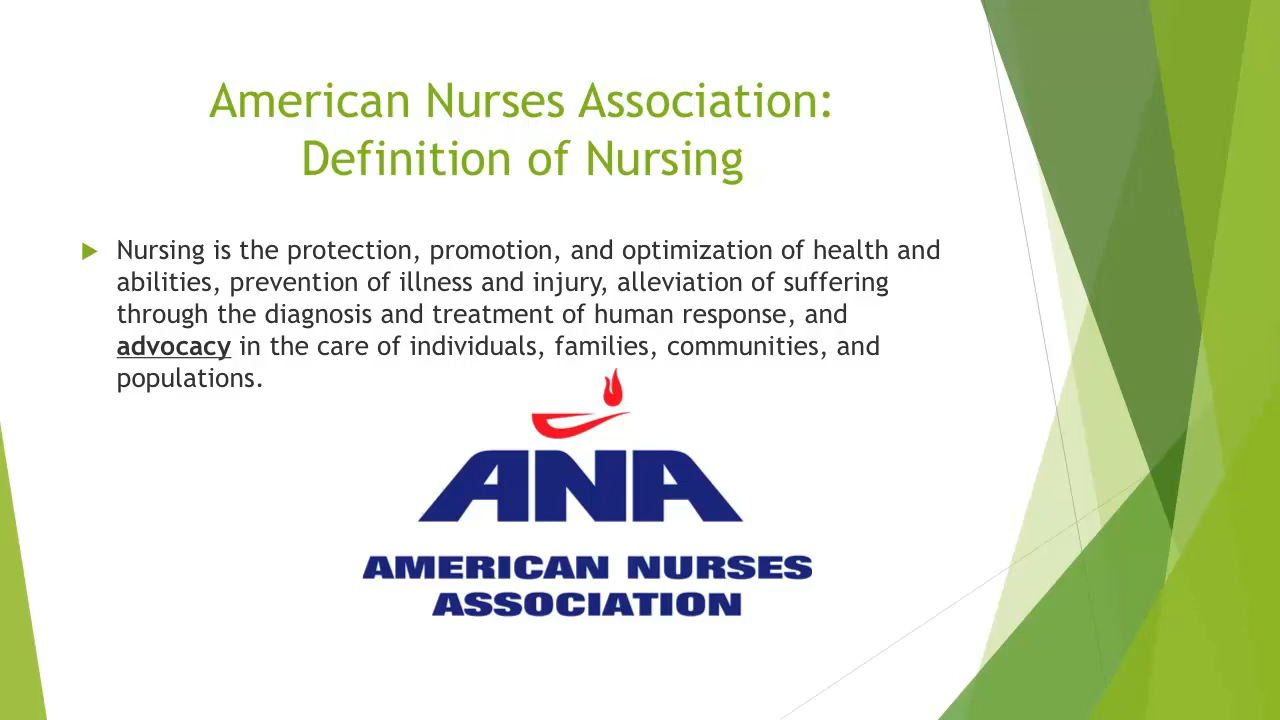 American Nurses Association:
Definition of Nursing
Nursing is the protection, promotion, and optimization of health and
abilities, prevention of illness and injury, alleviation of suffering
through the diagnosis and treatment of human response, and
advocacy in the care of individuals, families, communities, and
populations.
ANA
AMERICAN NURSES
ASSOCIATION